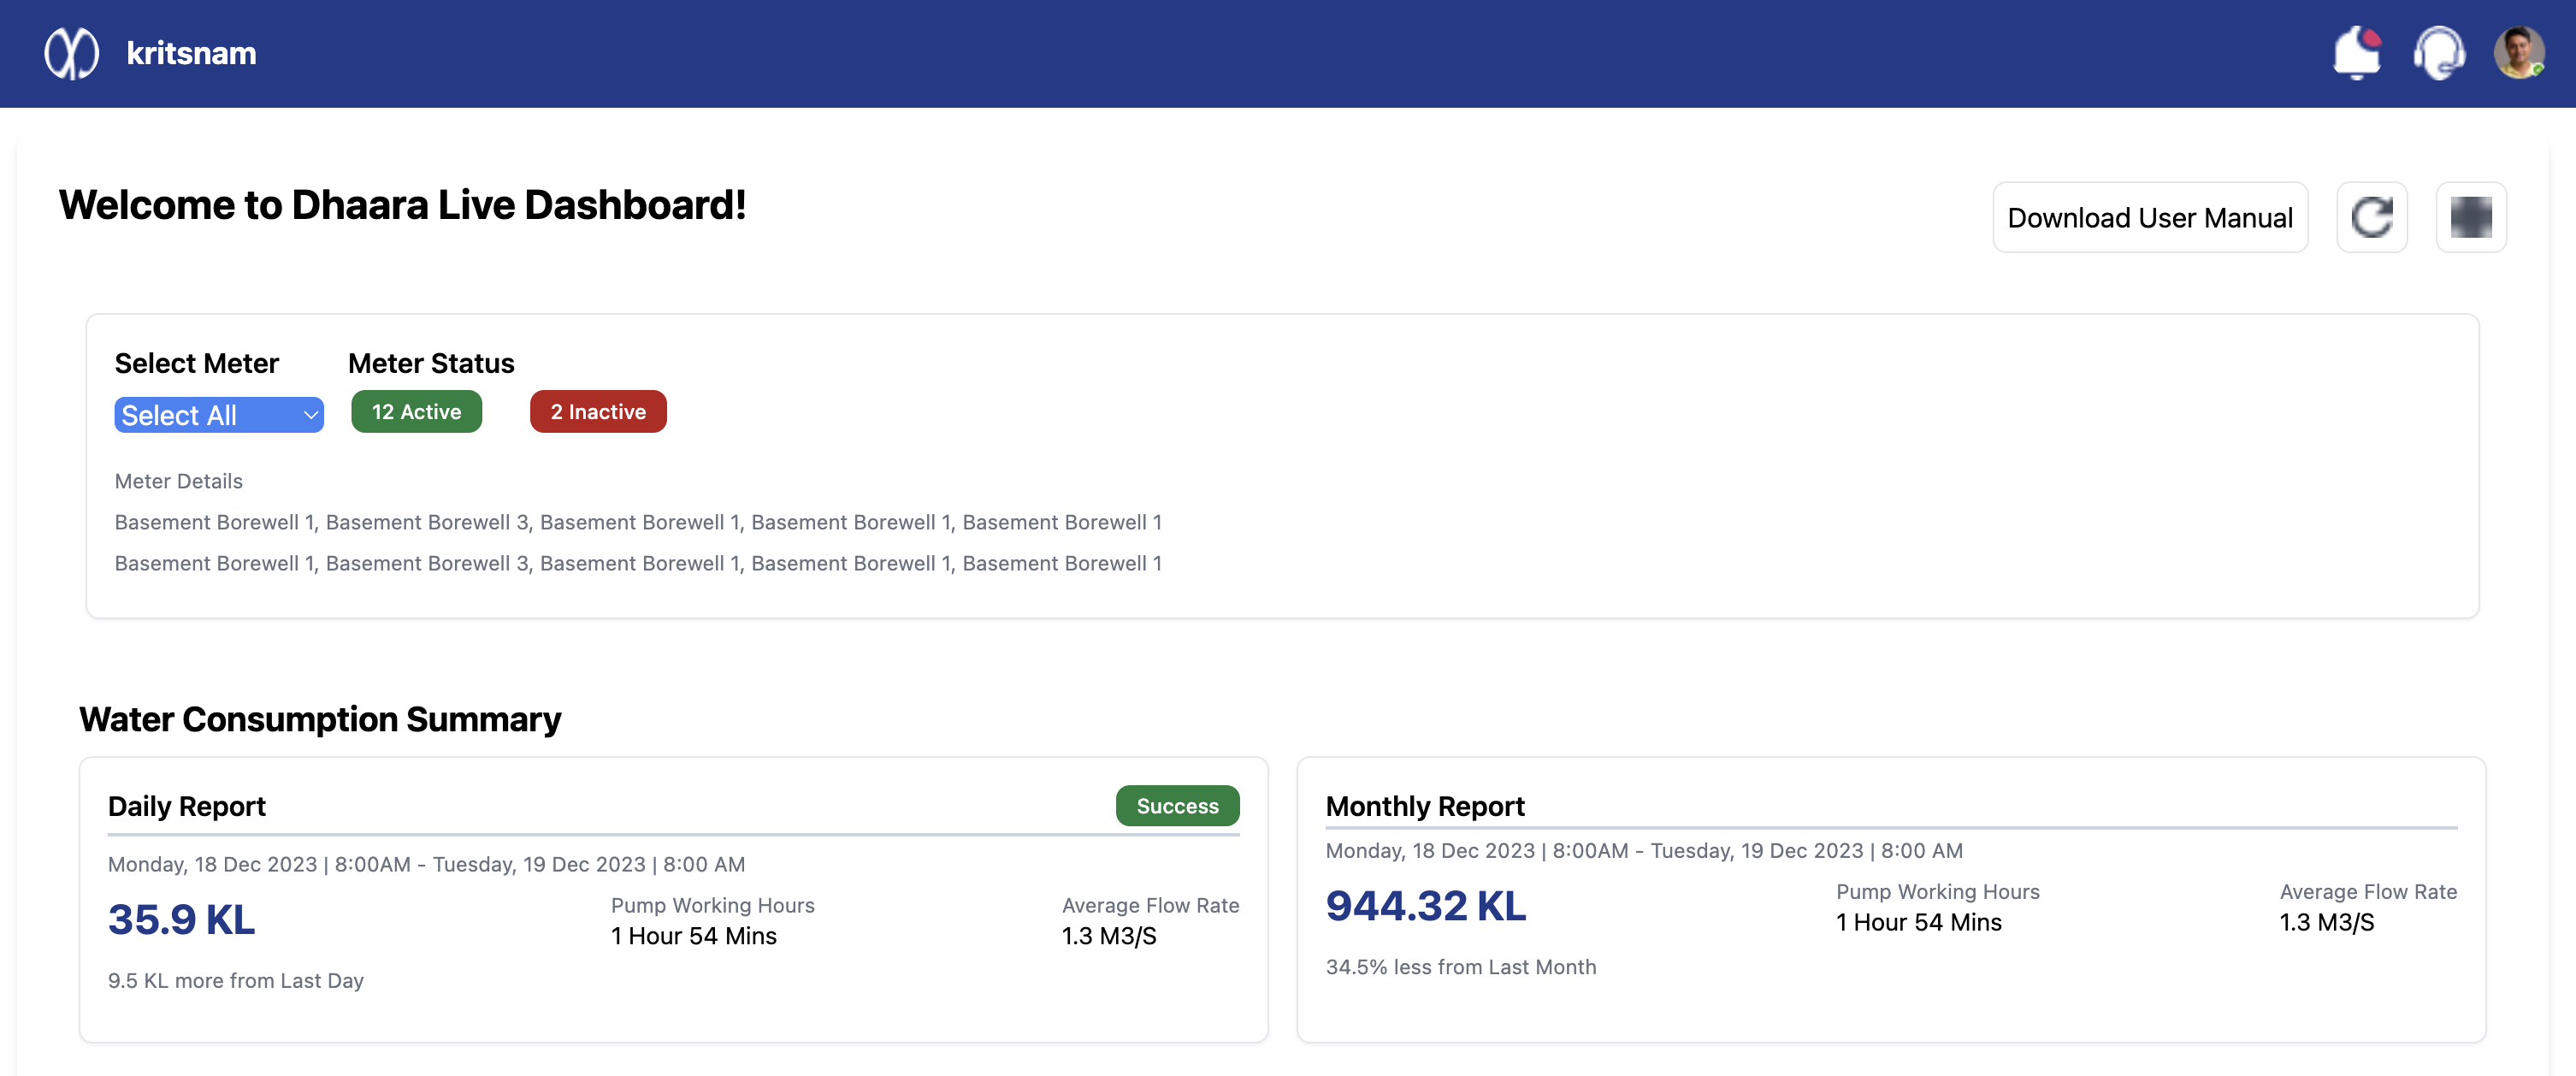 kritsnam
Welcome to Dhaara Live Dashboard!
Download User Manual
Select Meter
Meter Status
Select All
12 Active
2 Inactive
Meter Details
Basement Borewell 1, Basement Borewell 3, Basement Borewell 1, Basement Borewell 1, Basement Borewell 1
Basement Borewell 1, Basement Borewell 3, Basement Borewell 1, Basement Borewell 1, Basement Borewell 1
Water Consumption Summary
Daily Report
Success
Monday, 18 Dec 2023 | 8:00AM - Tuesday, 19 Dec 2023 | 8:00 AM
35.9 KL
Pump Working Hours
1 Hour 54 Mins
Average Flow Rate
1.3 M3/S
9.5 KL more from Last Day
Monthly Report
Monday, 18 Dec 2023 | 8:00AM - Tuesday, 19 Dec 2023 | 8:00 AM
944.32 KL
Pump Working Hours
1 Hour 54 Mins
Average Flow Rate
1.3 M3/S
34.5% less from Last Month